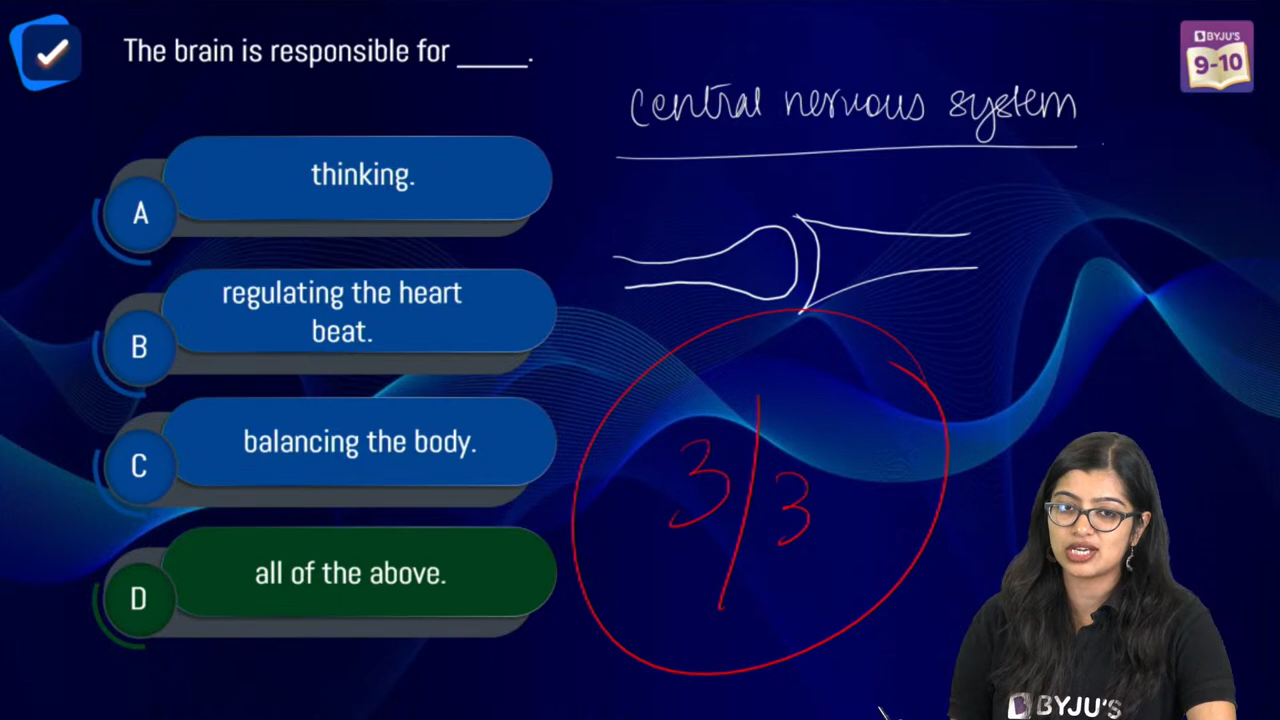 The brain is responsible for _____.
BYJU'S
9-10
central nervous system
A
thinking.
B
regulating the heart
beat.
C
balancing the body.
D
all of the above.
3/3
BYJU'S